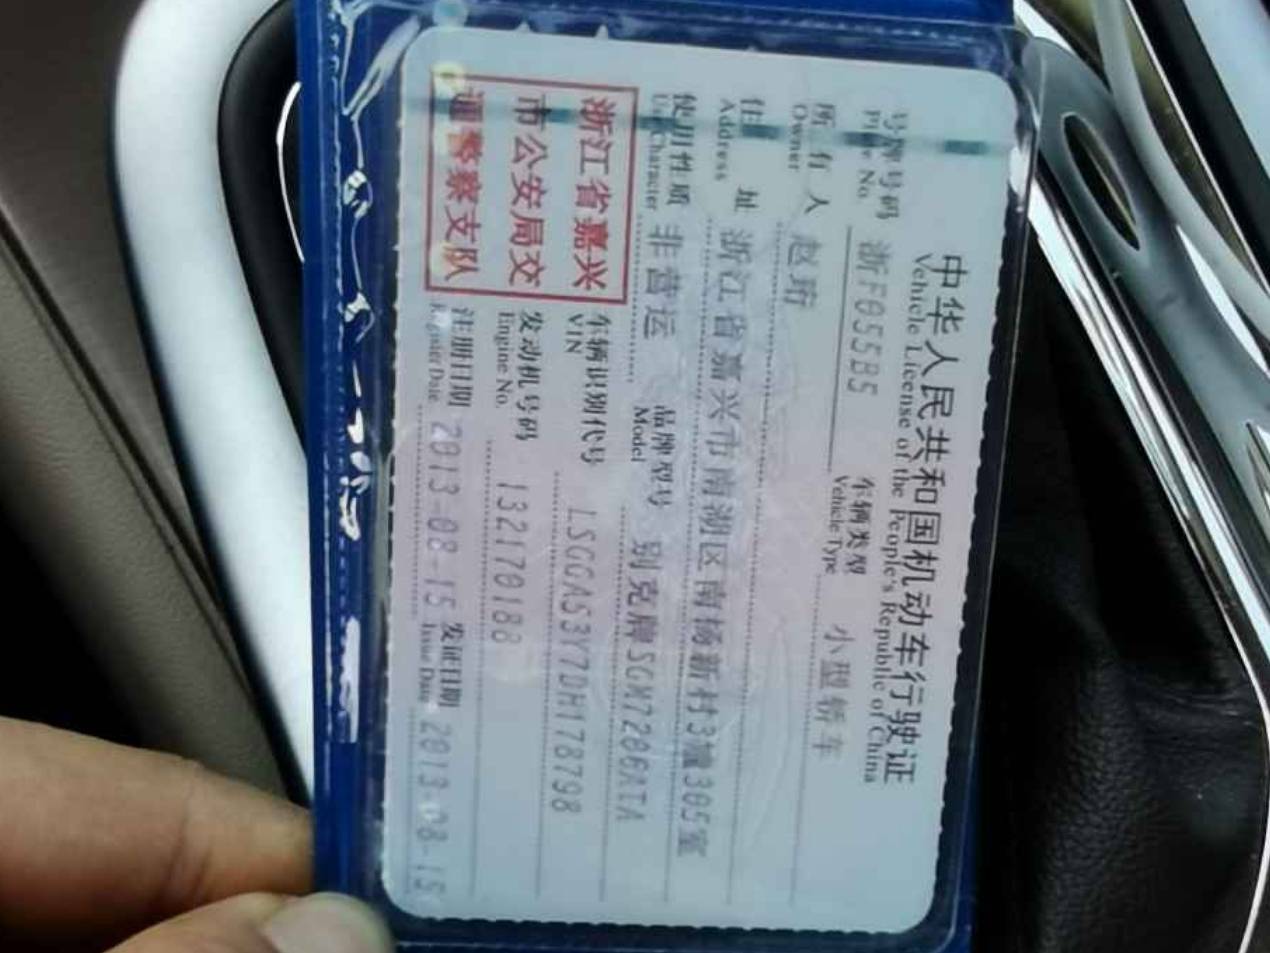 中华人民共和国机动车行驶证
Vehicle License of the People's Republic of China
号牌号码 浙F055B5 车辆类型 小型轿车
Plate No. Vehicle Type
所有人 赵珩
Owner
住址 浙江省嘉兴市南湖区南杨新村3幢305室
Address
使用性质 非营运 品牌型号 别克牌SGM7206ATA
Use Character Model
浙江省嘉兴
市公安局交
通警察支队
车辆识别代号 LSGGA53Y7DH178798
VIN
发动机号码 132170188
Engine No.
注册日期 2013-08-15 发证日期 2013-08-15
Register Date Issue Date